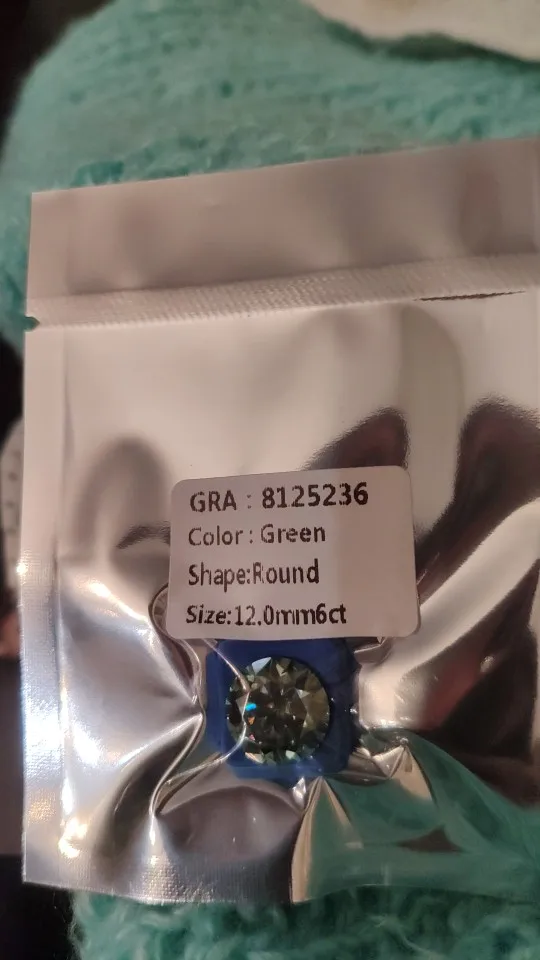 GRA : 8125236
Color : Green
Shape:Round
Size:12.0mm6ct